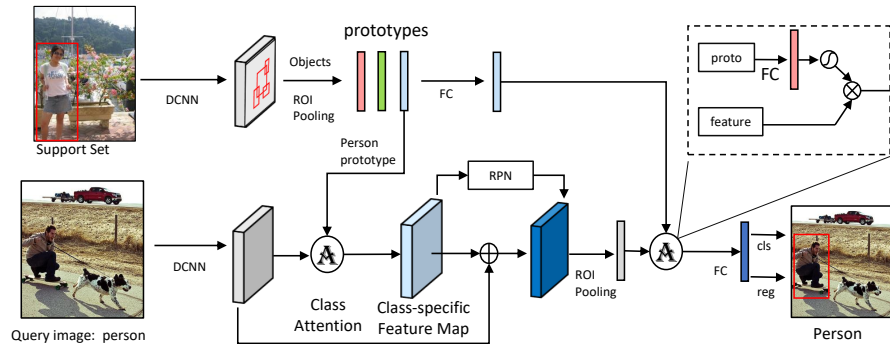 prototypes
Objects
DCNN
ROI
Pooling
FC
Support Set
Person
prototype
proto
FC
feature
RPN
A
A
DCNN
Class
Attention
Class-specific
Feature Map
ROI
Pooling
FC
cls
reg
Query image: person
Person